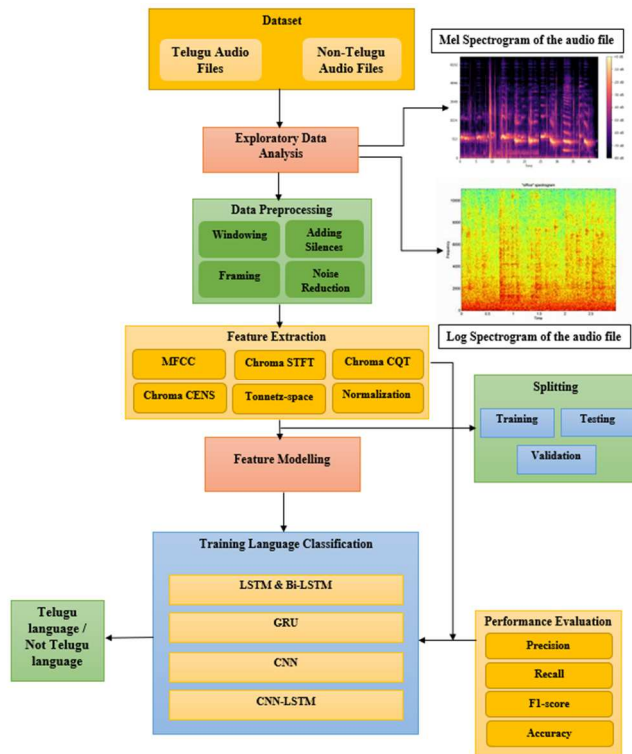 Dataset
Telugu Audio
Files
Non-Telugu
Audio Files
Mel Spectrogram of the audio file
Exploratory Data
Analysis
Data Preprocessing
Windowing
Adding
Silences
Framing
Noise
Reduction
Frequency
Time
Log Spectrogram of the audio file
Feature Extraction
MFCC
Chroma STFT
Chroma CQT
Chroma CENS
Tonnetz-space
Normalization
Splitting
Training
Testing
Validation
Feature Modelling
Training Language Classification
LSTM & Bi-LSTM
GRU
CNN
CNN-LSTM
Telugu
language /
Not Telugu
language
Performance Evaluation
Precision
Recall
F1-score
Accuracy